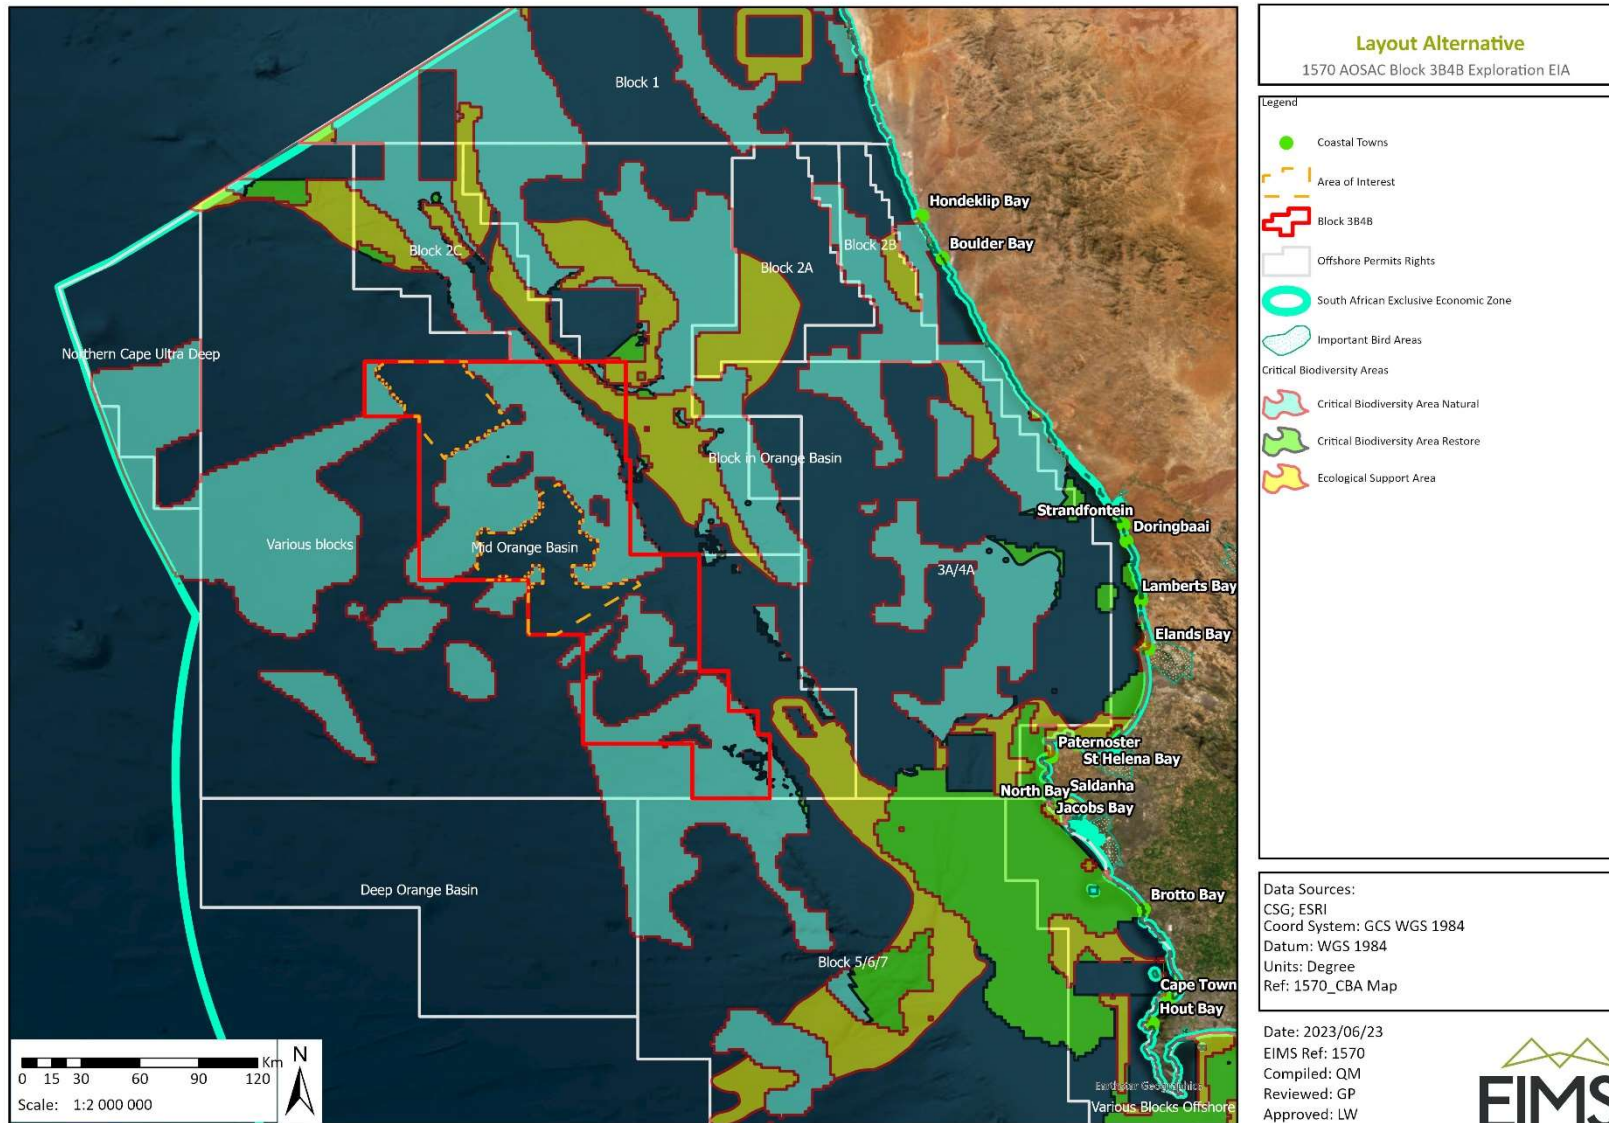 Layout Alternative
1570 AOSAC Block 3B4B Exploration EIA
Legend
Coastal Towns
Area of Interest
Block 3B4B
Offshore Permits Rights
South African Exclusive Economic Zone
Important Bird Areas
Critical Biodiversity Areas
Critical Biodiversity Area Natural
Critical Biodiversity Area Restore
Ecological Support Area
Data Sources:
CSG; ESRI
Coord System: GCS WGS 1984
Datum: WGS 1984
Units: Degree
Ref: 1570_CBA Map
Date: 2023/06/23
EIMS Ref: 1570
Compiled: QM
Reviewed: GP
Approved: LW
EIMS
Block 1
Hondeklip Bay
Block 2B
Boulder Bay
Block 2C
Block 2A
Northern Cape Ultra Deep
Block in Orange Basin
Strandfontein
Doringbaai
Various blocks
Mid Orange Basin
3A/4A
Lamberts Bay
Elands Bay
Paternoster
St Helena Bay
North Bay
Saldanha
Jacobs Bay
Deep Orange Basin
Brotto Bay
Block 5/6/7
Cape Town
Hout Bay
Earthstar Geographics
Various Blocks Offshore
Km
0 15 30 60 90 120
N
Scale: 1:2 000 000